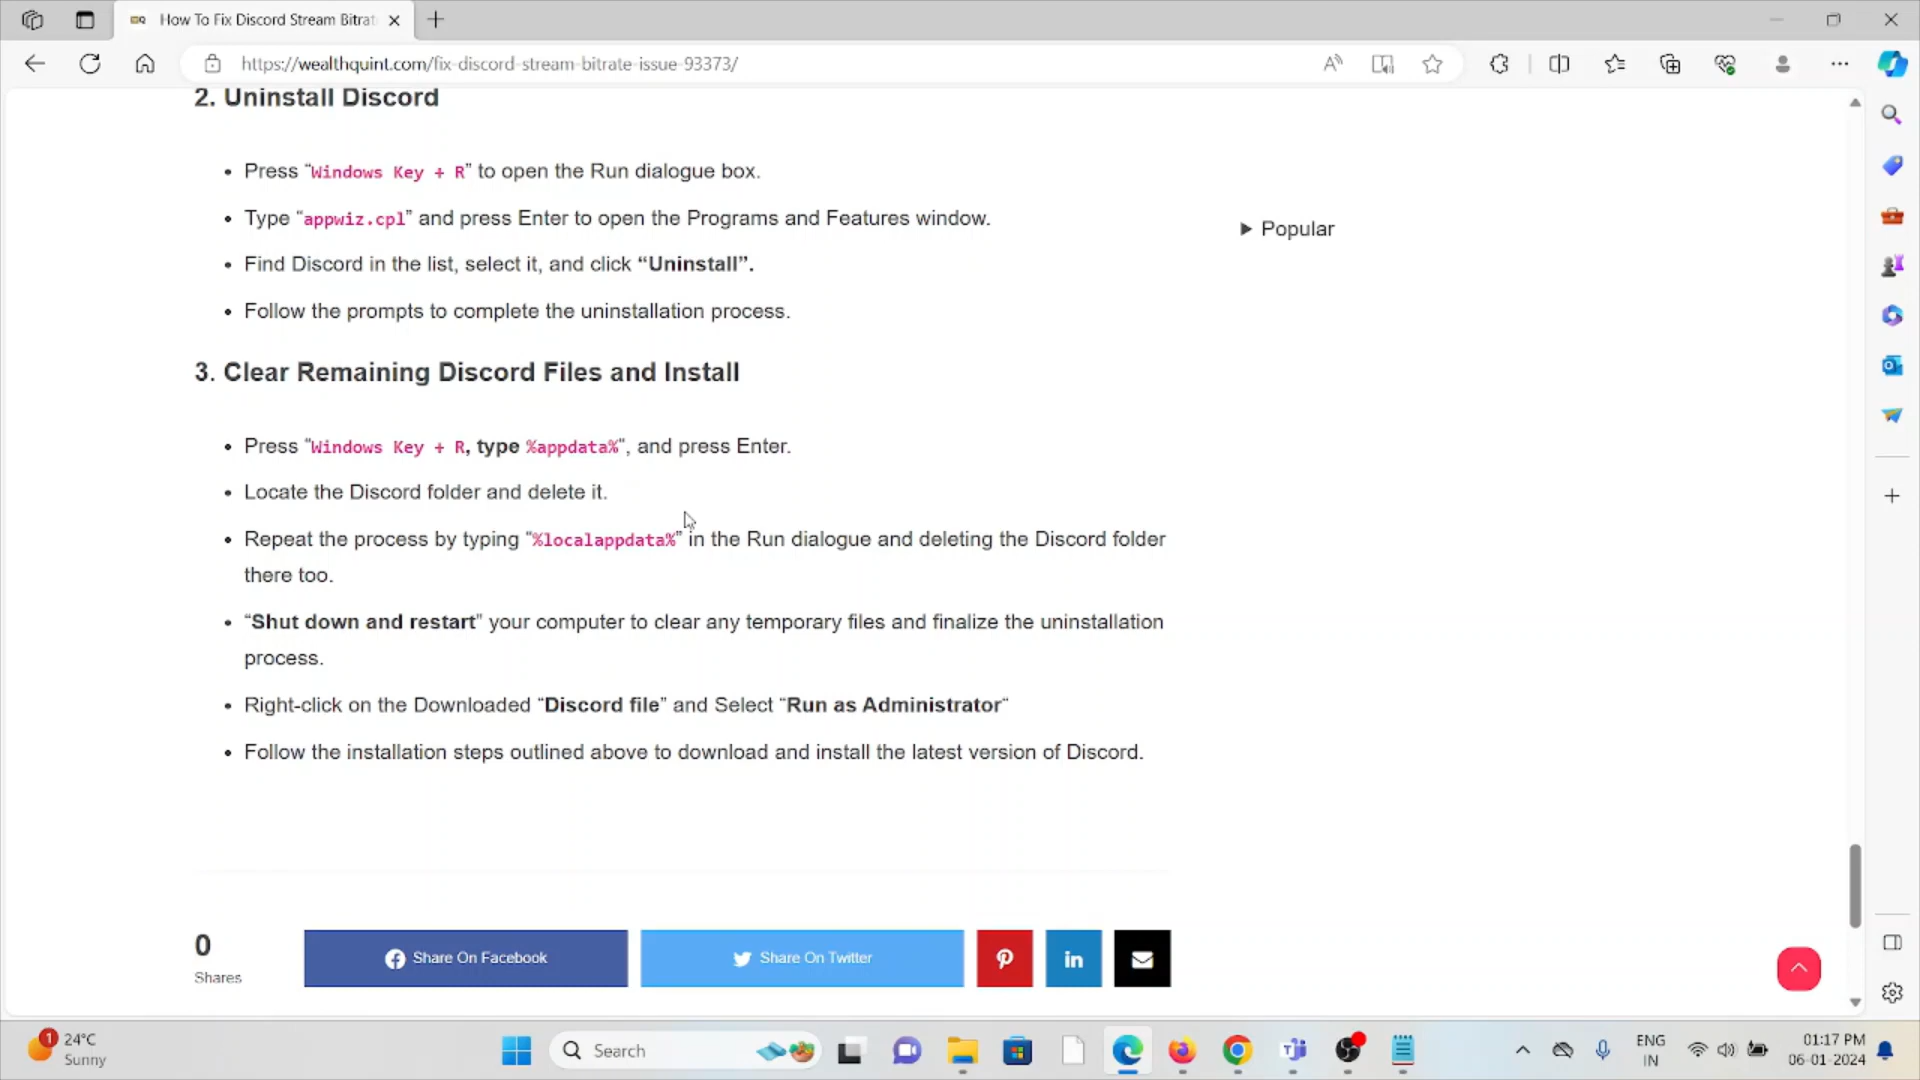 How To Fix Discord Stream Bitrat
https://wealthquint.com/fix-discord-stream-bitrate-issue-93373/
2. Uninstall Discord
• Press “Windows Key + R” to open the Run dialogue box.
• Type “appwiz.cpl” and press Enter to open the Programs and Features window.
Popular
• Find Discord in the list, select it, and click “Uninstall”.
• Follow the prompts to complete the uninstallation process.
3. Clear Remaining Discord Files and Install
• Press “Windows Key + R, type %appdata%“, and press Enter.
• Locate the Discord folder and delete it.
• Repeat the process by typing “%localappdata%” in the Run dialogue and deleting the Discord folder
there too.
• “Shut down and restart” your computer to clear any temporary files and finalize the uninstallation
process.
• Right-click on the Downloaded “Discord file” and Select “Run as Administrator“
• Follow the installation steps outlined above to download and install the latest version of Discord.
0
Shares
Share On Facebook
Share On Twitter
in
1
24°C
Sunny
Search
ENG
IN
01:17 PM
06-01-2024